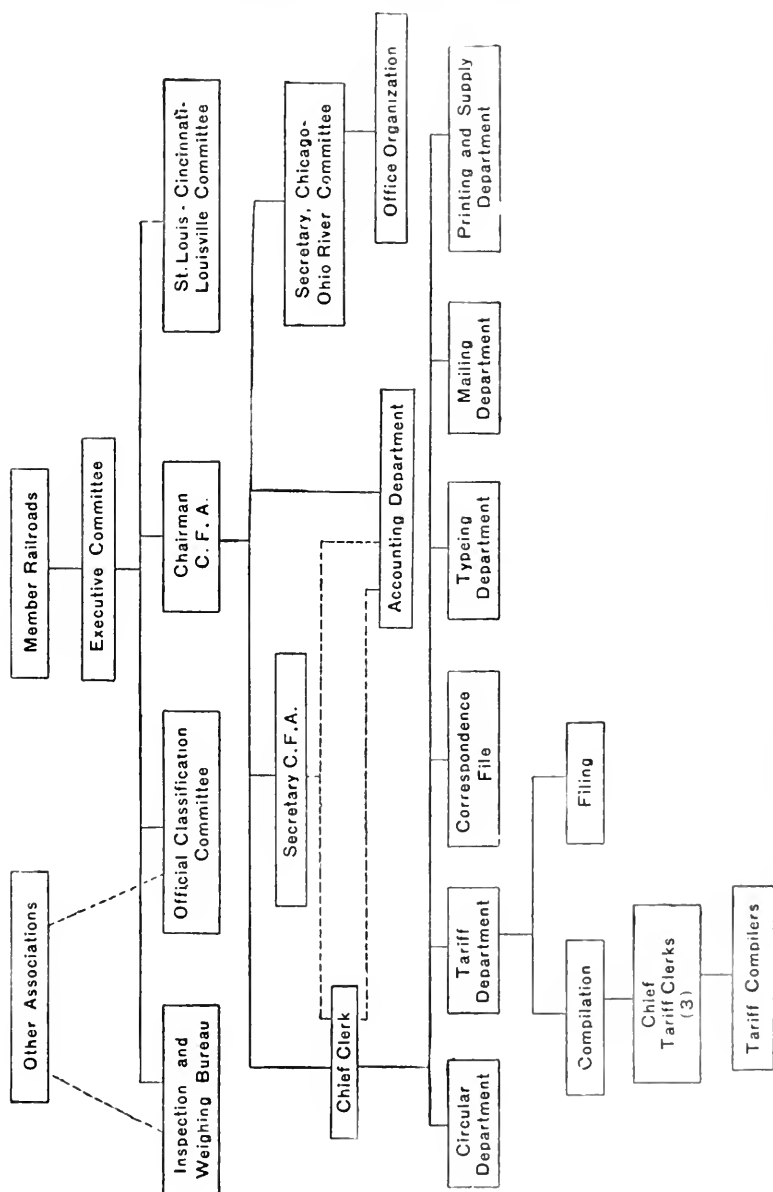 Member Railroads
Other Associations
Executive Committee
Inspection and
Weighing Bureau
Official Classification
Committee
Chairman
C. F. A.
St. Louis - Cincinnati-
Louisville Committee
Secretary C. F. A.
Secretary, Chicago-
Ohio River Committee
Chief Clerk
Accounting Department
Office Organization
Circular
Department
Tariff
Department
Correspondence
File
Typeing
Department
Mailing
Department
Printing and Supply
Department
Compilation
Filing
Chief
Tariff Clerks
(3)
Tariff Compilers